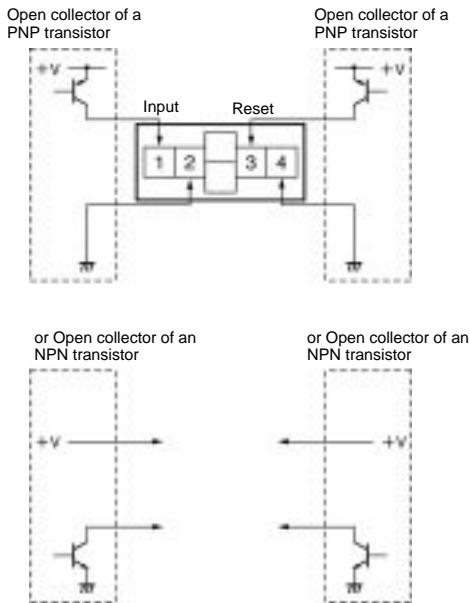 Open collector of a
PNP transistor
Open collector of a
PNP transistor
+V
+V
Input
Reset
1 2 3 4
or Open collector of an
NPN transistor
or Open collector of an
NPN transistor
+V
+V